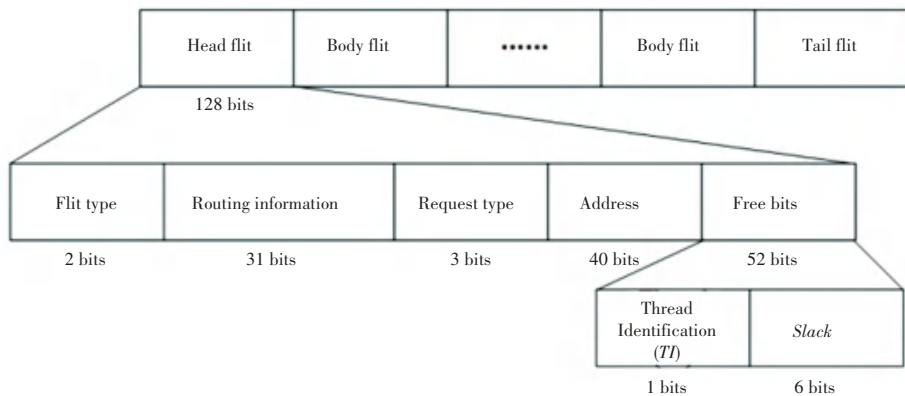 Head flit
Body flit
......
Body flit
Tail flit
128 bits
Flit type
Routing information
Request type
Address
Free bits
2 bits
31 bits
3 bits
40 bits
52 bits
Thread
Identification
(TI)
Slack
1 bits
6 bits